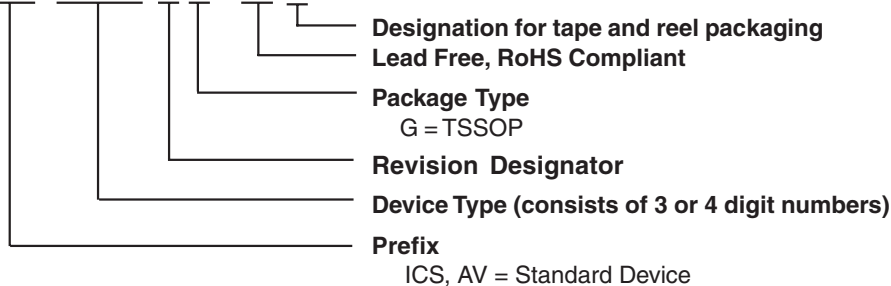 Designation for tape and reel packaging
Lead Free, RoHS Compliant
Package Type
G = TSSOP
Revision Designator
Device Type (consists of 3 or 4 digit numbers)
Prefix
ICS, AV = Standard Device